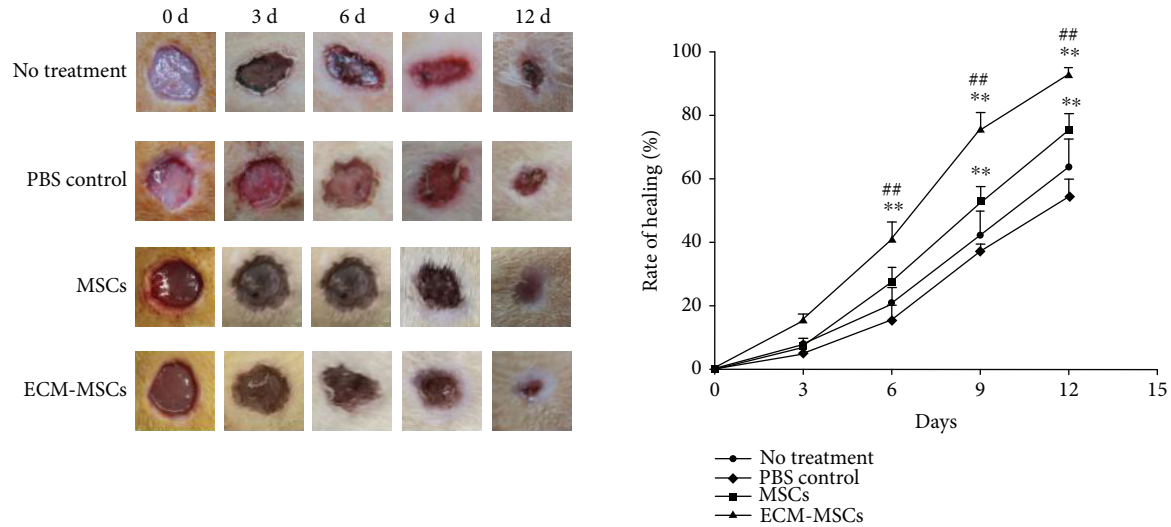 0 d 3 d 6 d 9 d 12 d
No treatment
PBS control
MSCs
ECM-MSCs
Rate of healing (%)
100
80
60
40
20
0
##
**
##
**
**
##
**
**
0 3 6 9 12 15
Days
No treatment
PBS control
MSCs
ECM-MSCs